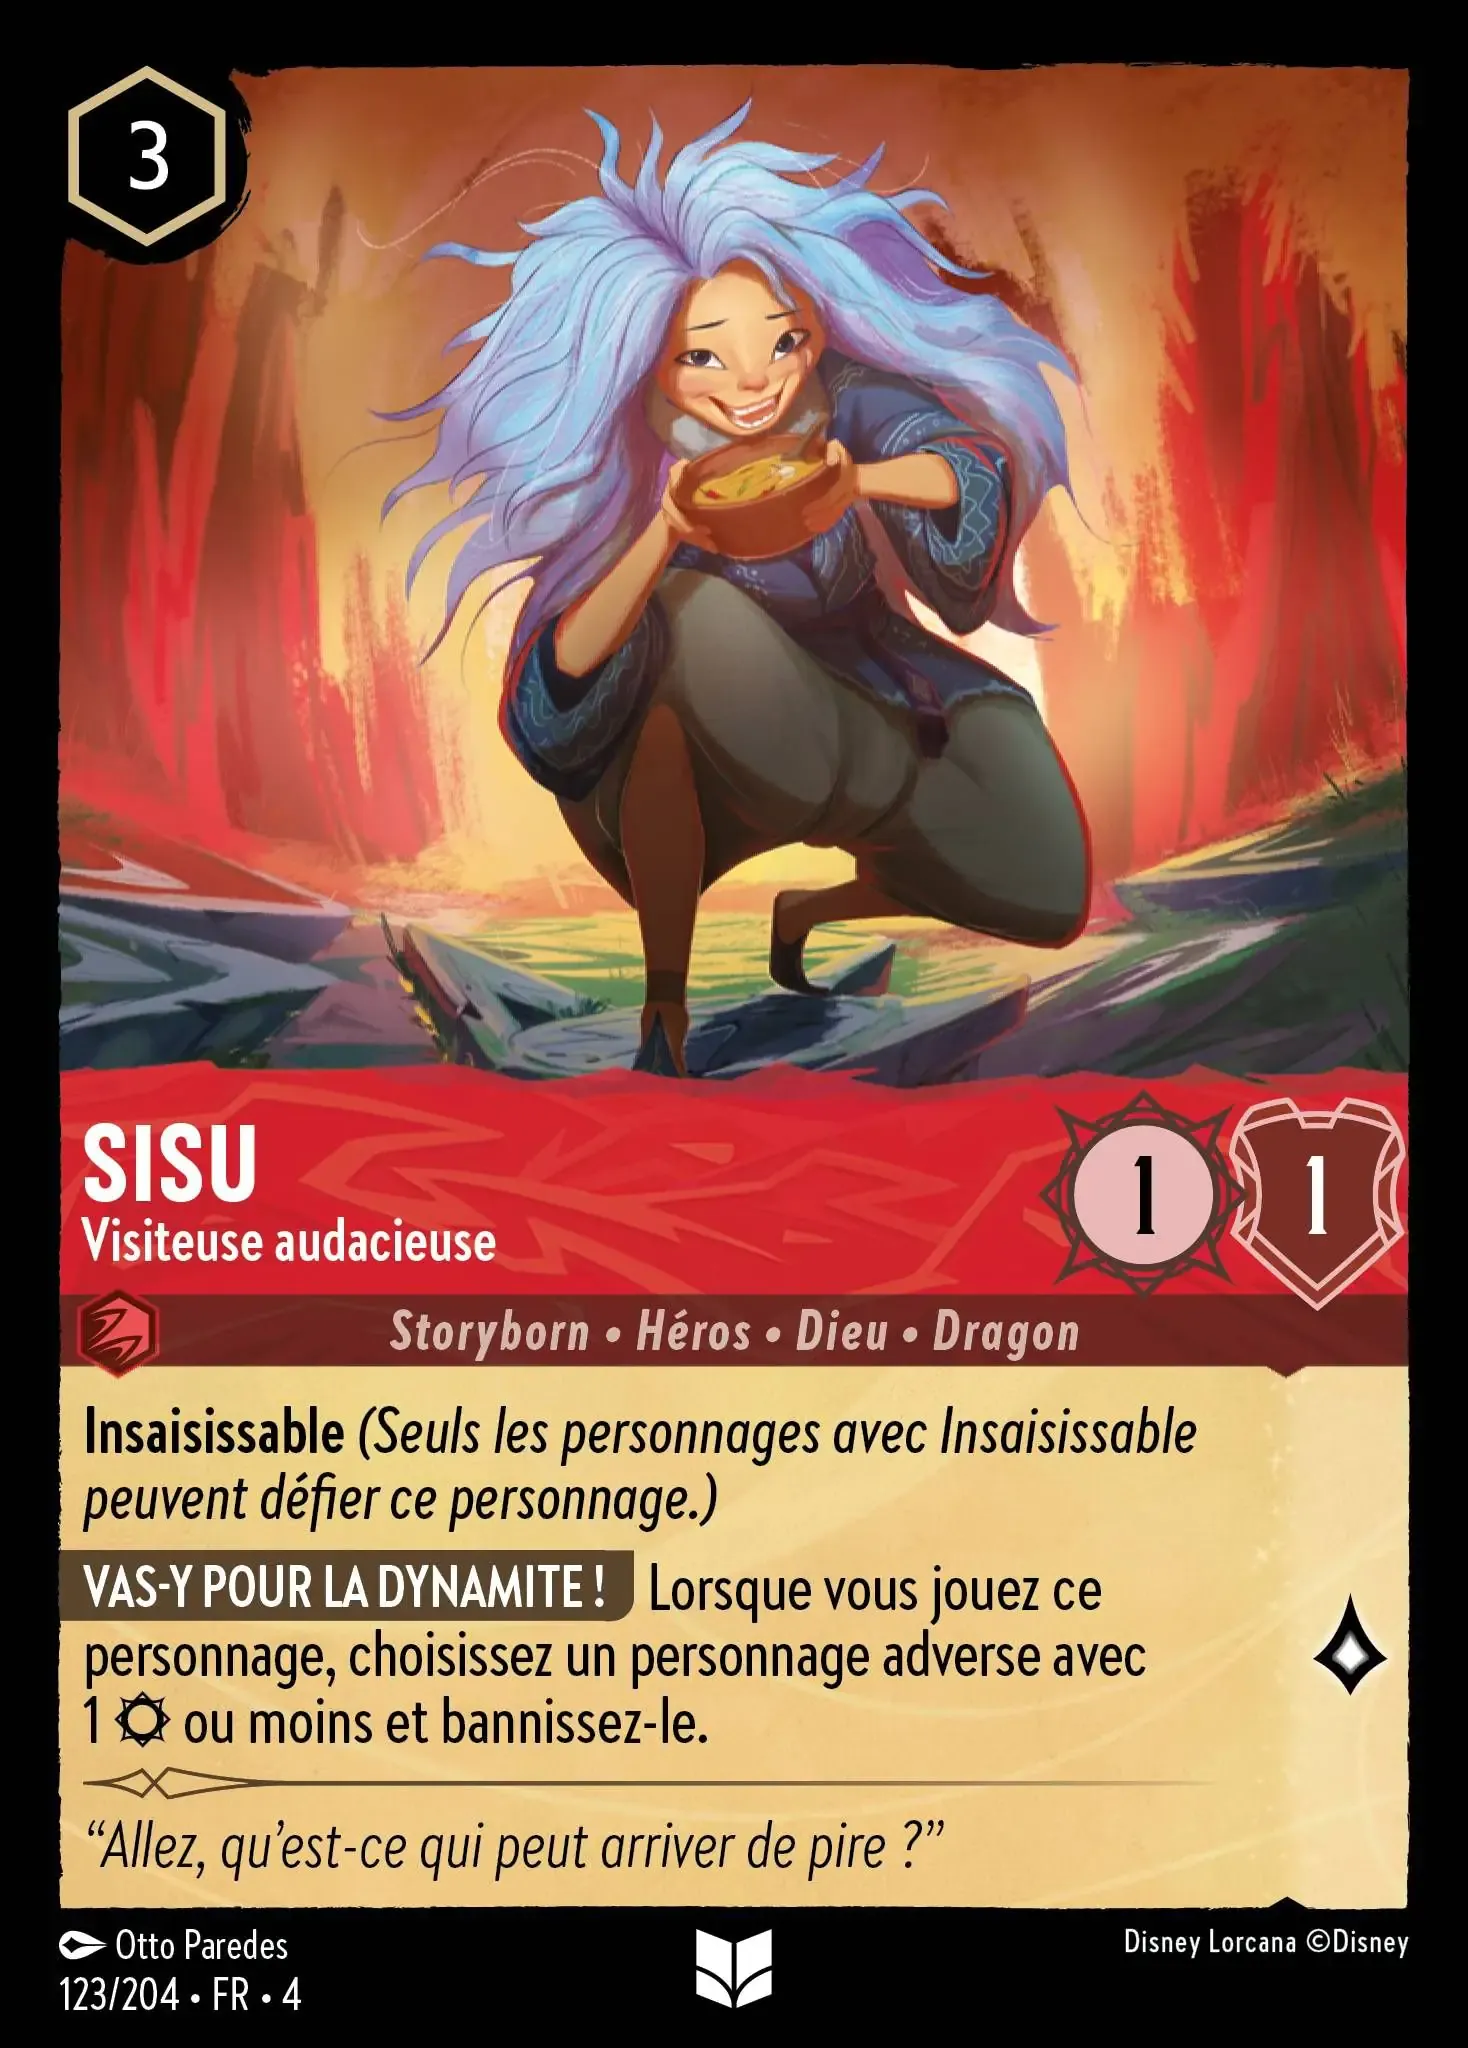 3
SISU
Visiteuse audacieuse
1
1
Storyborn • Héros • Dieu • Dragon
Insaisissable (Seuls les personnages avec Insaisissable
peuvent défier ce personnage.)
VAS-Y POUR LA DYNAMITE ! Lorsque vous jouez ce
personnage, choisissez un personnage adverse avec
1 ou moins et bannissez-le.
“Allez, qu’est-ce qui peut arriver de pire ?”
Otto Paredes
Disney Lorcana ©Disney
123/204 • FR • 4